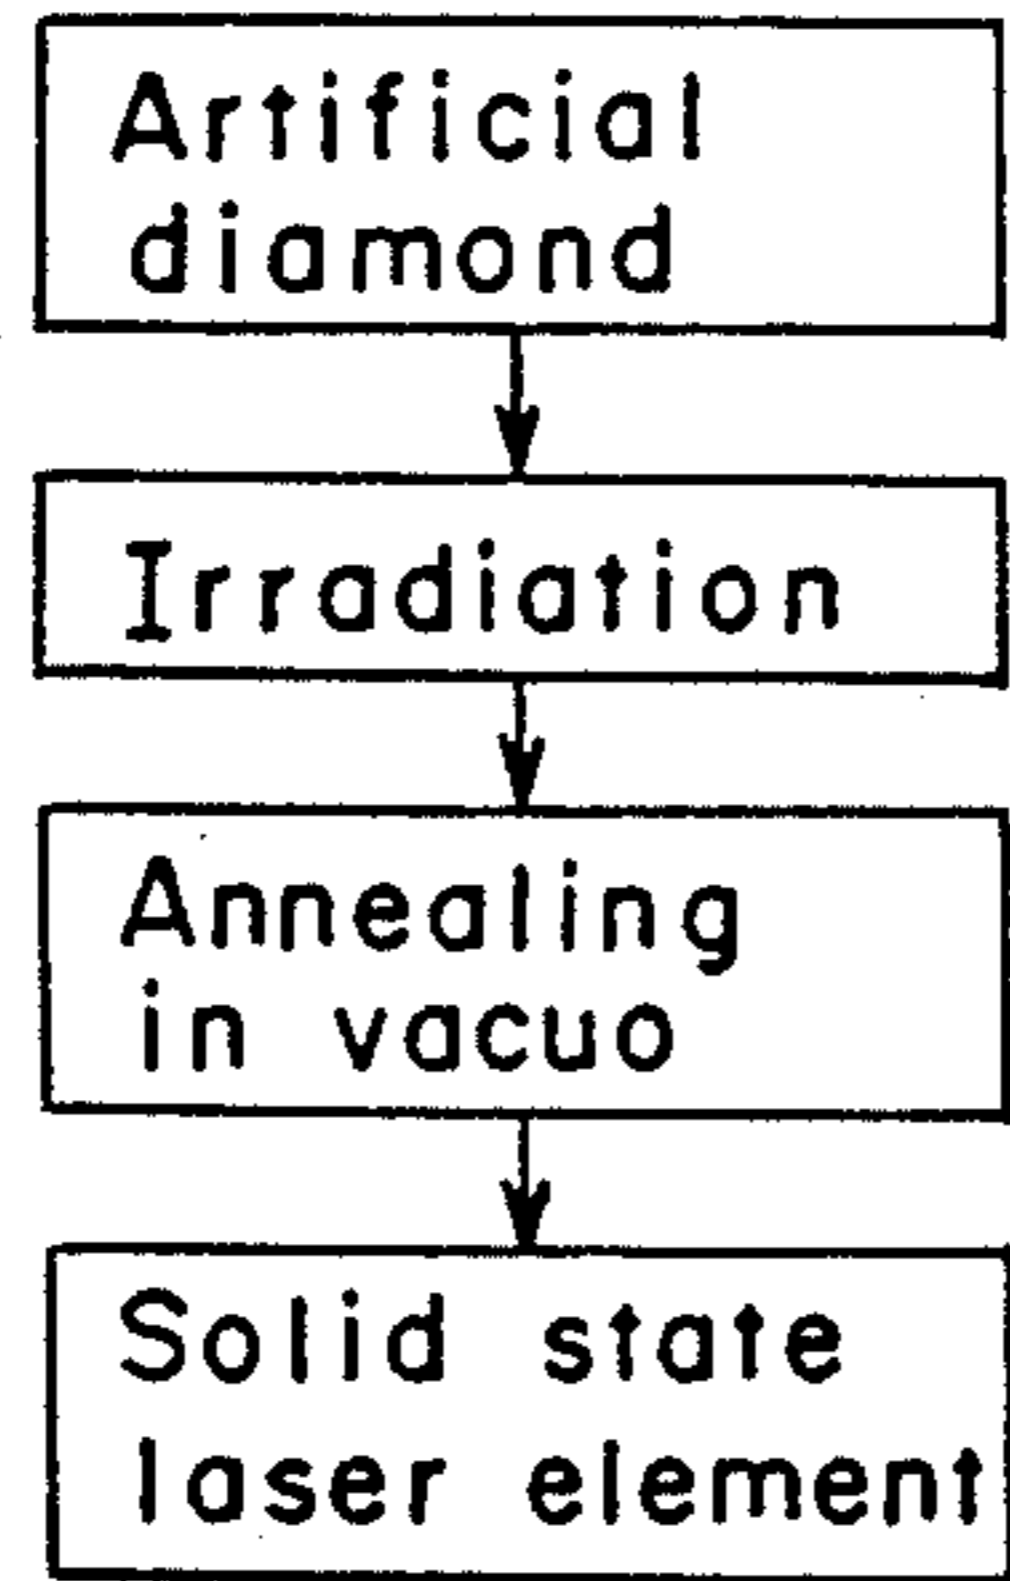 Artificial
diamond
Irradiation
Annealing
in vacuo
Solid state
laser element